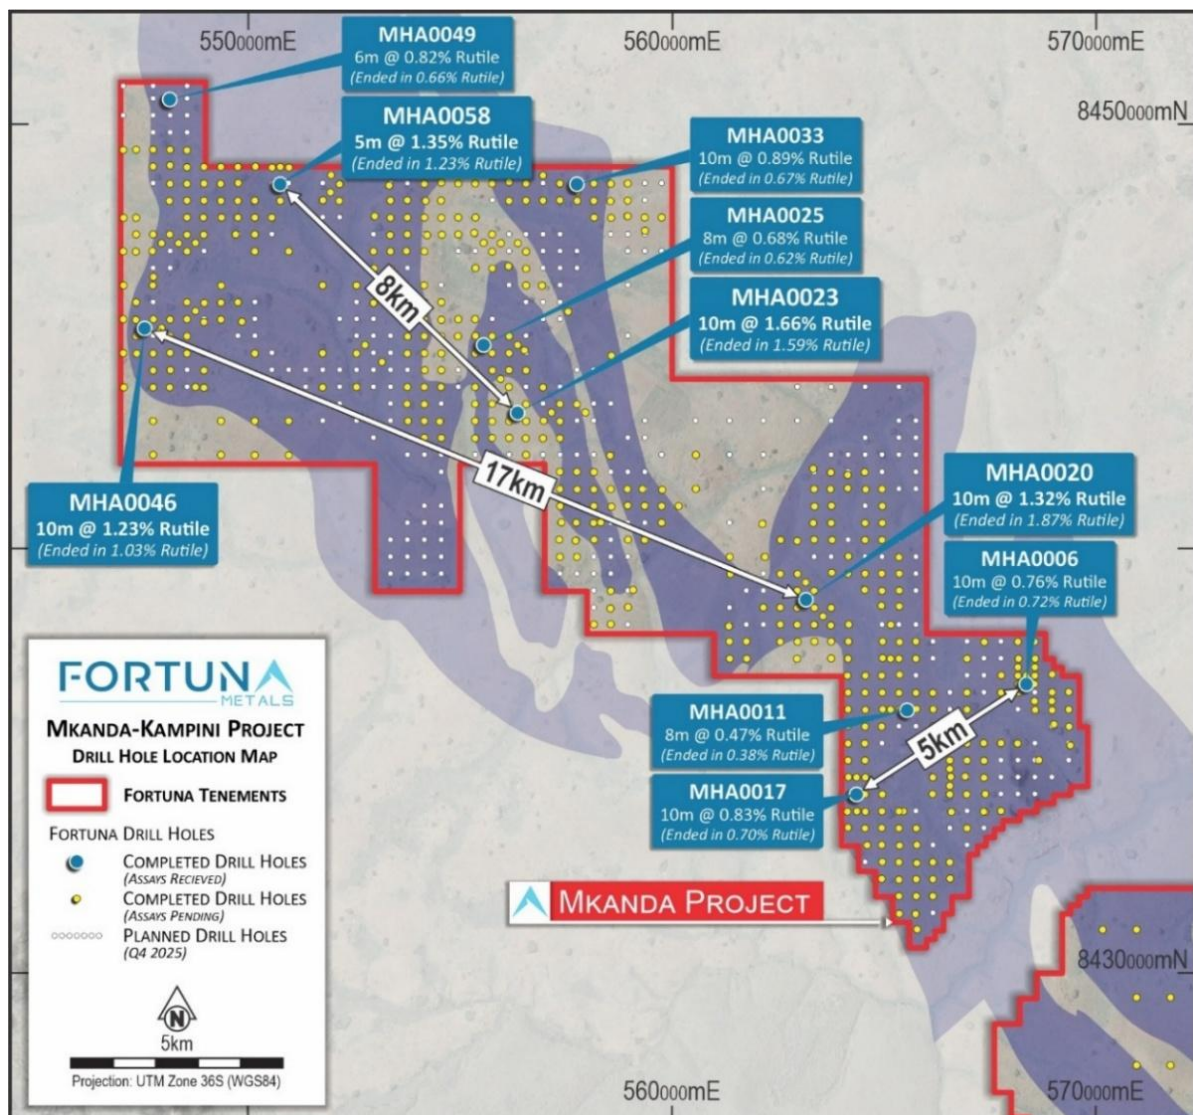 550000mE
560000mE
570000mE
8450000mN
MHA0049
6m @ 0.82% Rutile
(Ended in 0.66% Rutile)
MHA0058
5m @ 1.35% Rutile
(Ended in 1.23% Rutile)
MHA0033
10m @ 0.89% Rutile
(Ended in 0.67% Rutile)
MHA0025
8m @ 0.68% Rutile
(Ended in 0.62% Rutile)
MHA0023
10m @ 1.66% Rutile
(Ended in 1.59% Rutile)
8km
17km
MHA0046
10m @ 1.23% Rutile
(Ended in 1.03% Rutile)
MHA0020
10m @ 1.32% Rutile
(Ended in 1.87% Rutile)
MHA0006
10m @ 0.76% Rutile
(Ended in 0.72% Rutile)
MHA0011
8m @ 0.47% Rutile
(Ended in 0.38% Rutile)
5km
MHA0017
10m @ 0.83% Rutile
(Ended in 0.70% Rutile)
MKANDA PROJECT
8430000mN
560000mE
570000mE
FORTUNA
METALS
MKANDA-KAMPINI PROJECT
DRILL HOLE LOCATION MAP
FORTUNA TENEMENTS
FORTUNA DRILL HOLES
COMPLETED DRILL HOLES
(ASSAYS RECIEVED)
COMPLETED DRILL HOLES
(ASSAYS PENDING)
PLANNED DRILL HOLES
(Q4 2025)
N
5km
Projection: UTM Zone 36S (WGS84)